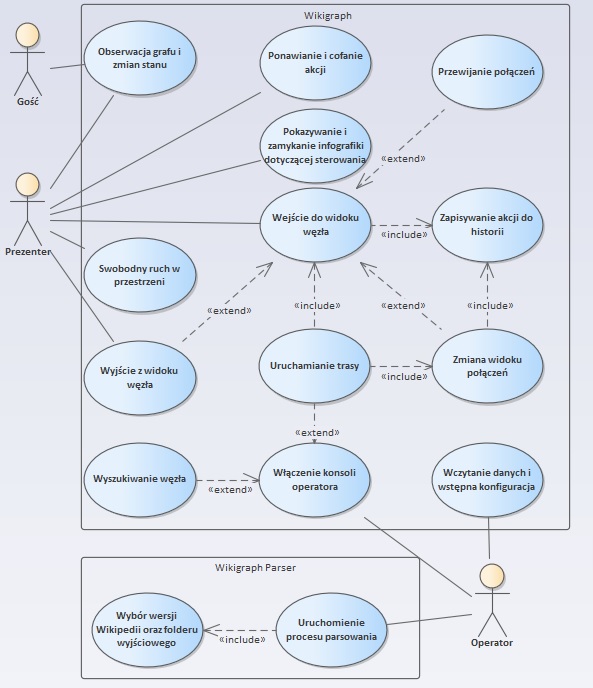 Wikigraph
Obserwacja grafu i
zmian stanu
Ponawianie i cofanie
akcji
Przewijanie połączeń
Gość
Pokazywanie i
zamykanie infografiki
dotyczącej sterowania
«extend»
Prezenter
Wejście do widoku
węzła
«include»
Zapisywanie akcji do
historii
Swobodny ruch w
przestrzeni
«extend»
«include»
«extend»
«include»
Wyjście z widoku
węzła
Uruchamianie trasy
«include»
Zmiana widoku
połączeń
«extend»
Wyszukiwanie węzła
«extend»
Włączenie konsoli
operatora
Wczytanie danych i
wstępna konfiguracja
Wikigraph Parser
Wybór wersji
Wikipedii oraz folderu
wyjściowego
«include»
Uruchomienie
procesu parsowania
Operator